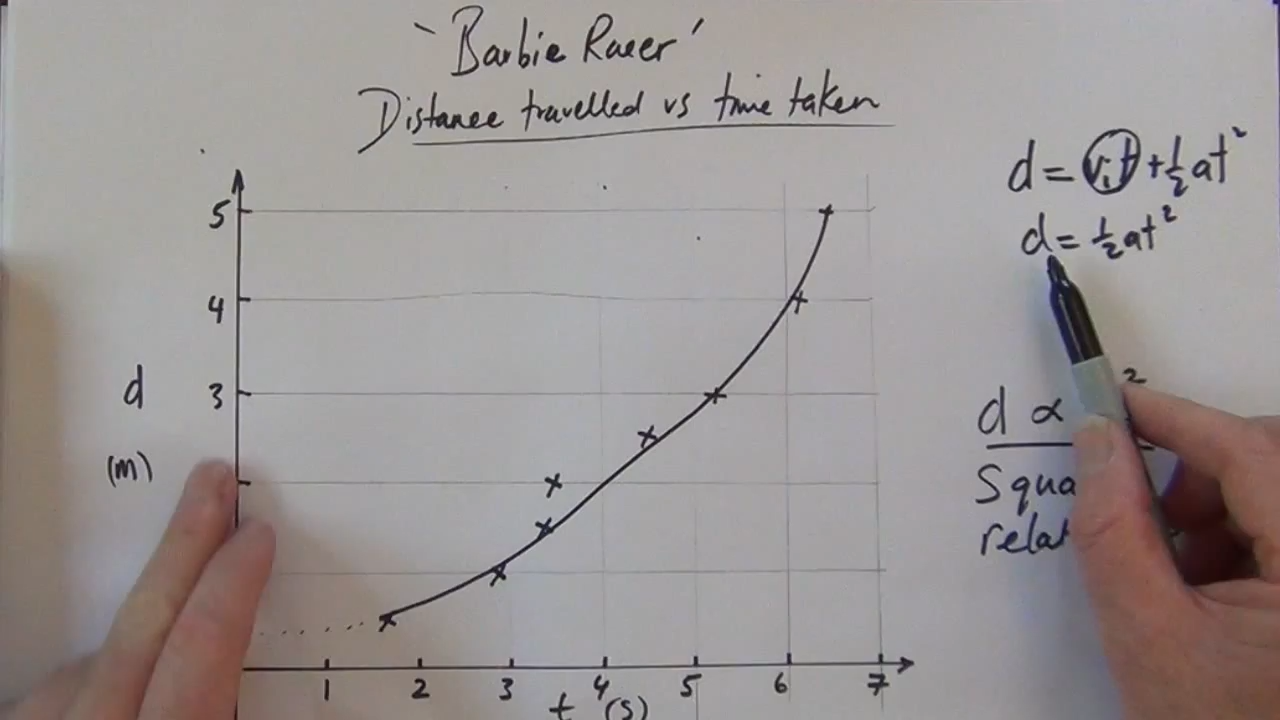 ‵Barbie Racer′
Distance travelled vs time taken
d = v₁t + ½at²
d = ½at²
5
4
d
3
(m)
d ∝ ²
Squa
relat
1 2 3 4 5 6 7
t (s)